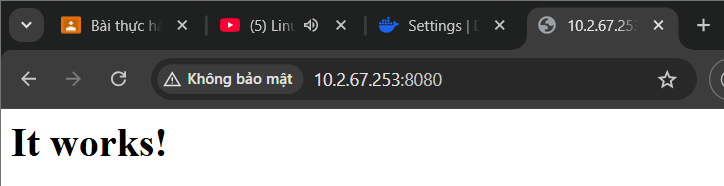 Bài thực hà
(5) Linu
Settings | D
10.2.67.253
Không bảo mật
10.2.67.253:8080
It works!